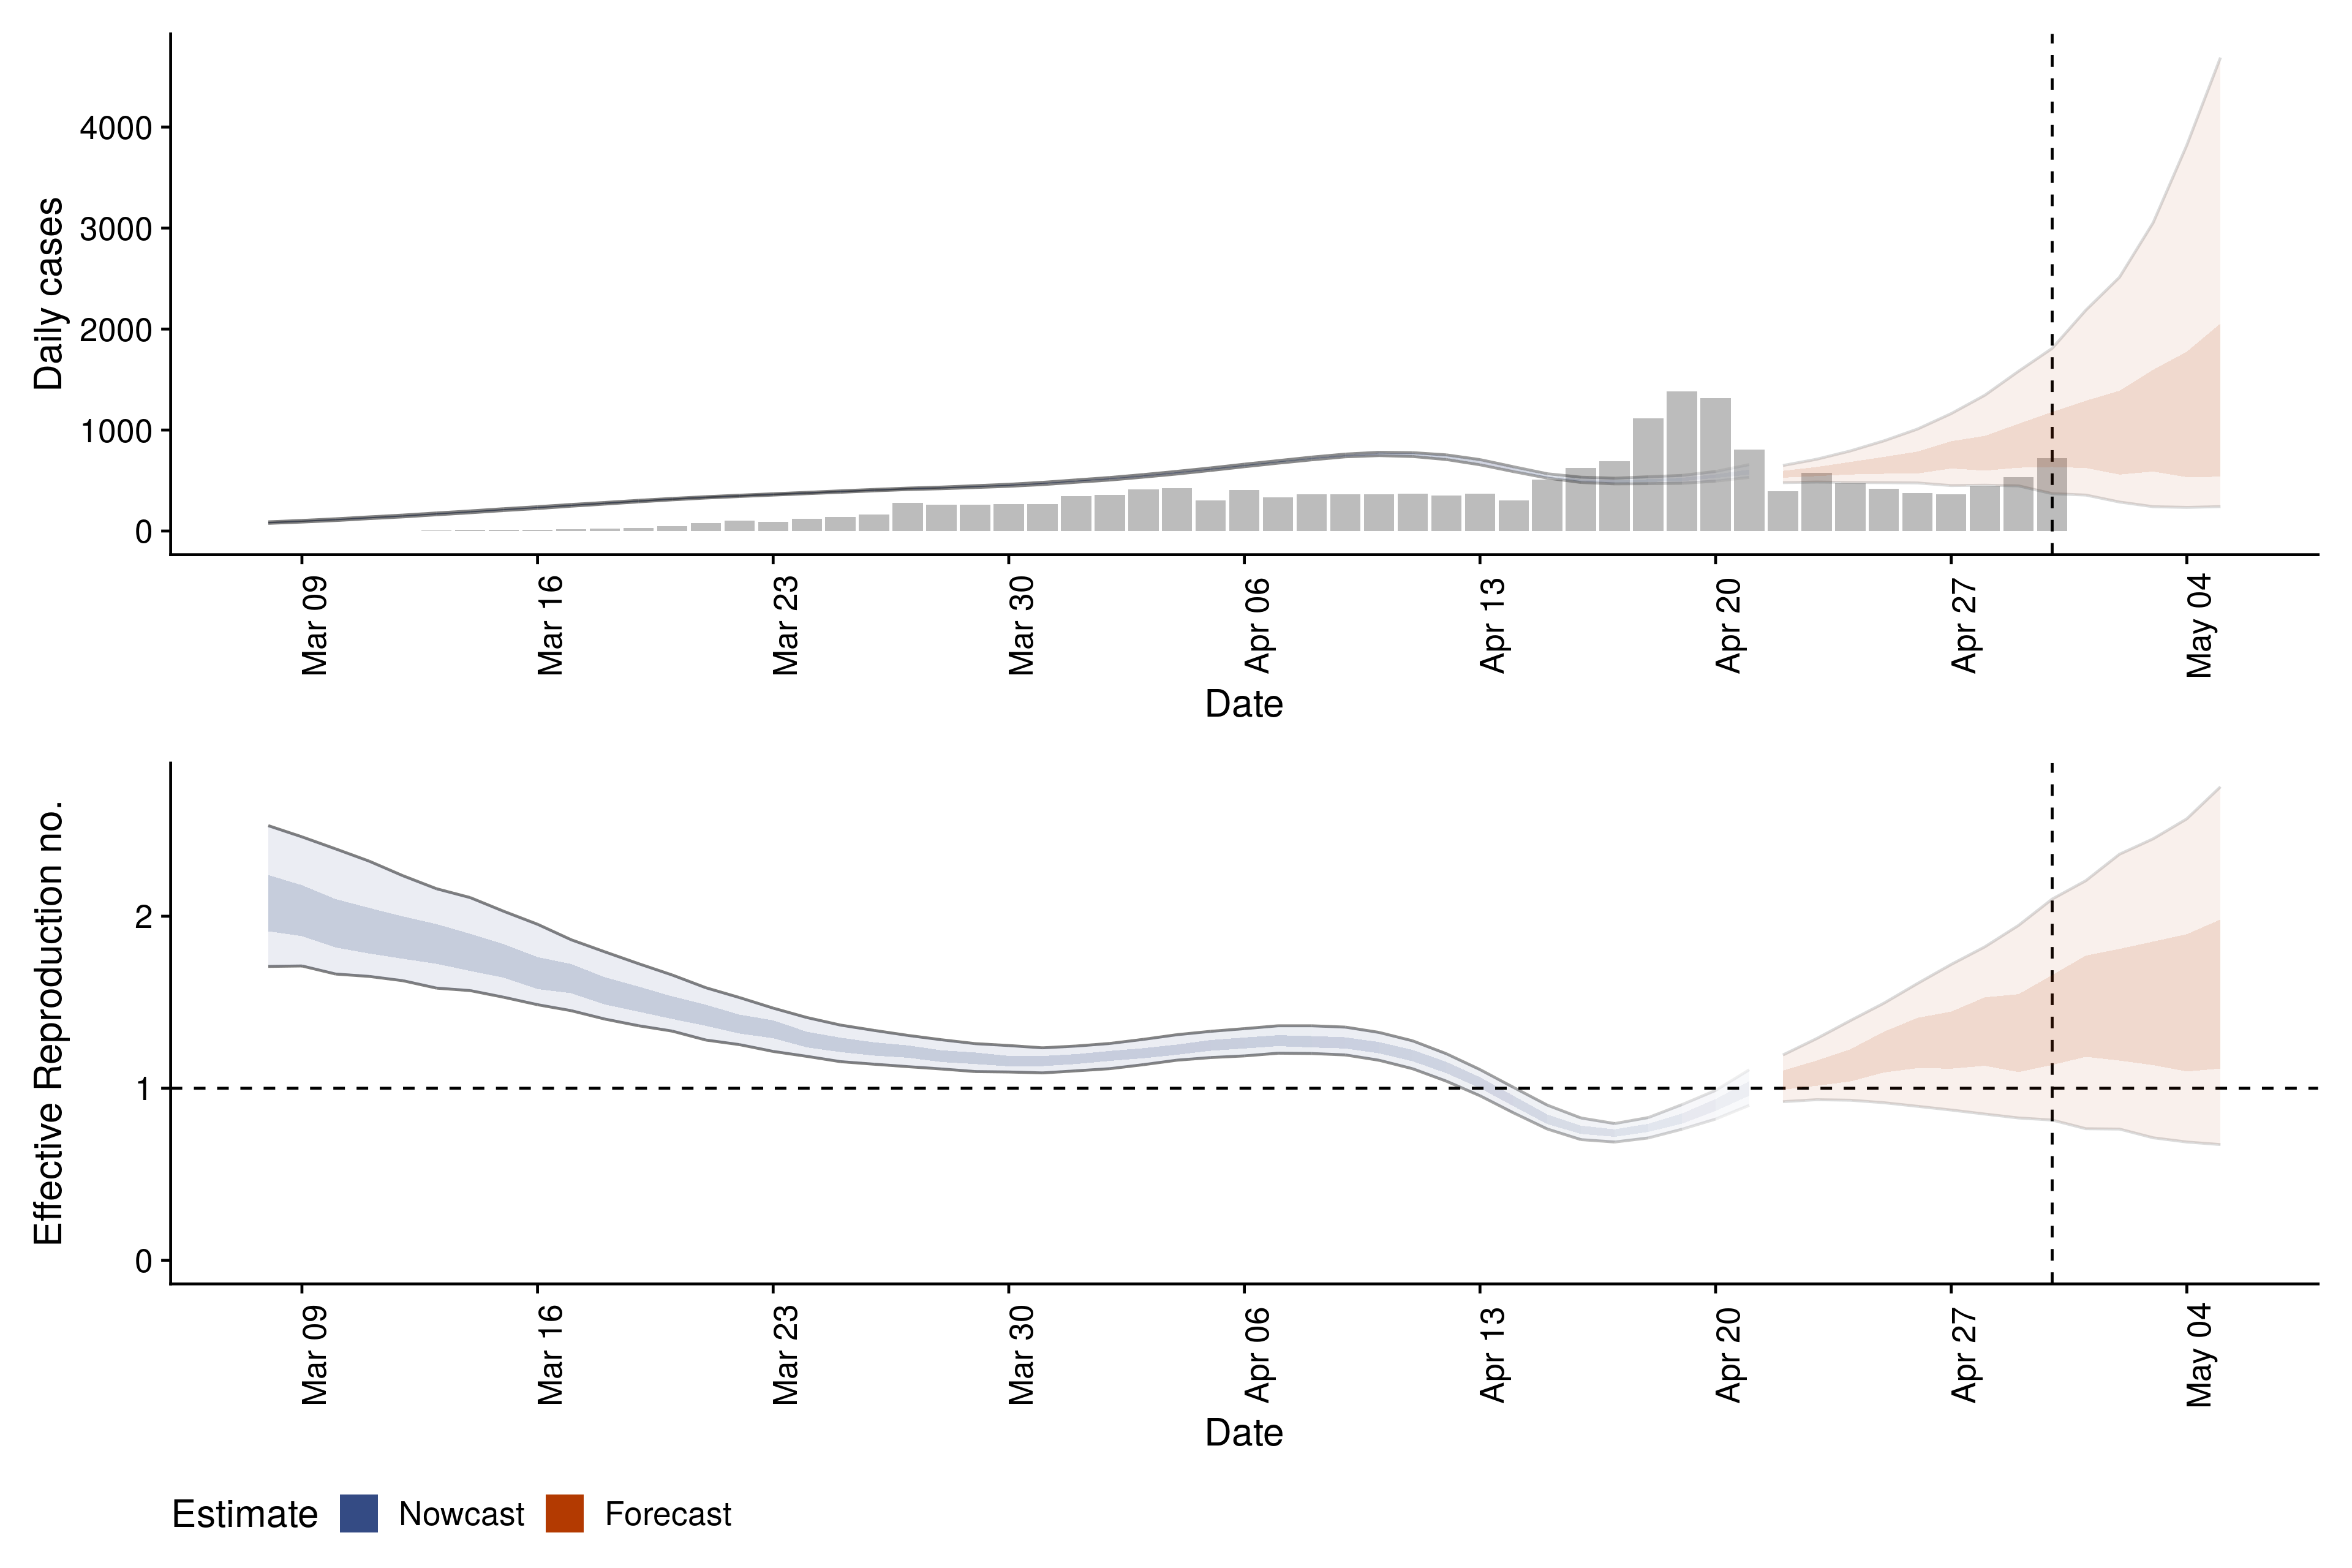 Daily cases
4000
3000
2000
1000
0
Mar 09
Mar 16
Mar 23
Mar 30
Apr 06
Apr 13
Apr 20
Apr 27
May 04
Date
Effective Reproduction no.
2
1
0
Mar 09
Mar 16
Mar 23
Mar 30
Apr 06
Apr 13
Apr 20
Apr 27
May 04
Date
Estimate Nowcast Forecast